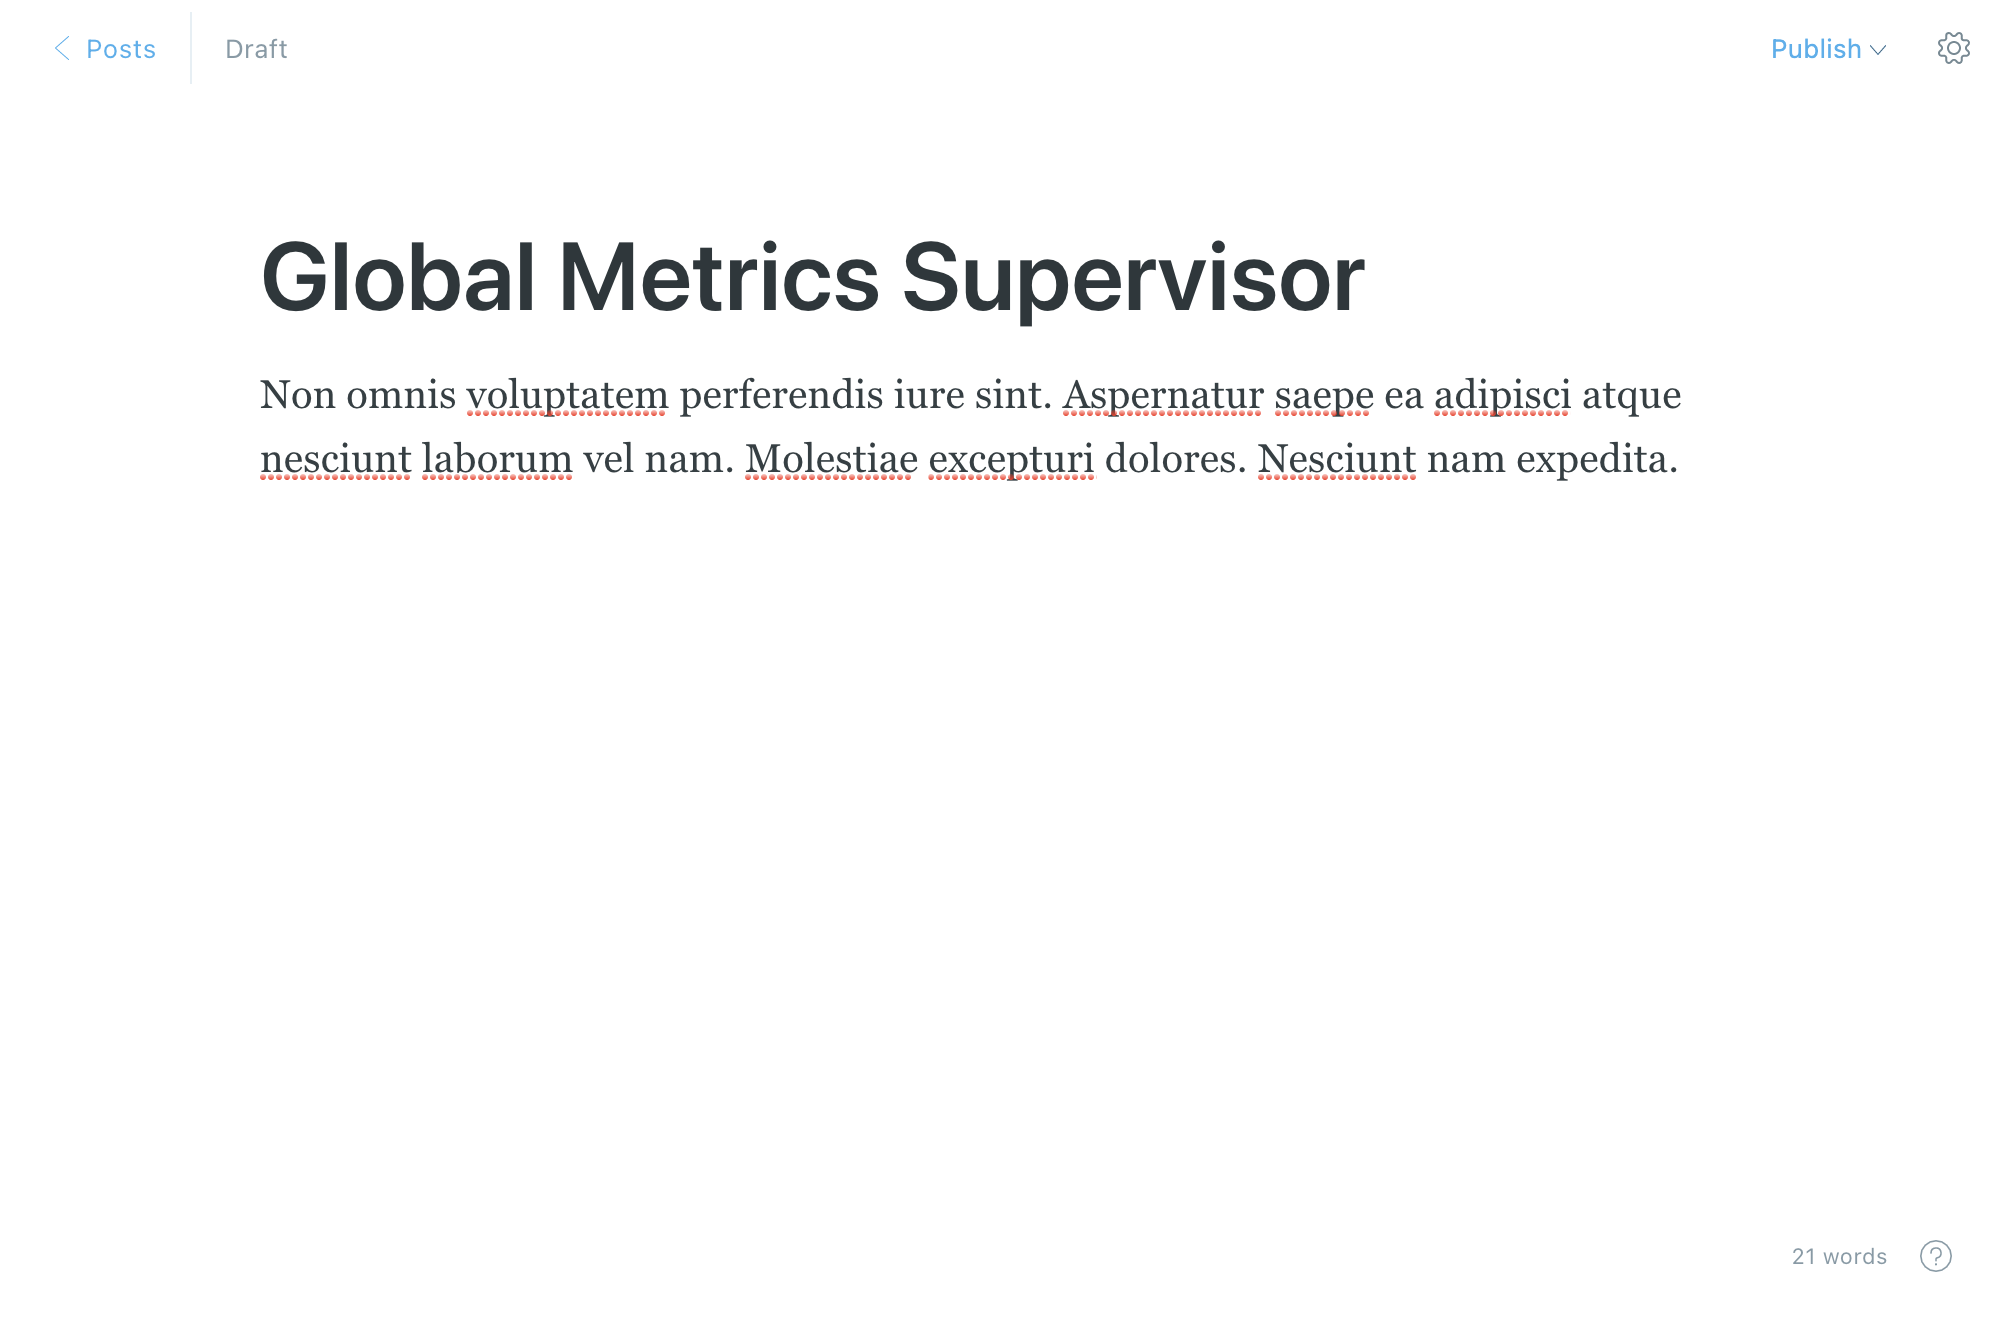 Posts
Draft
Publish
Global Metrics Supervisor
Non omnis voluptatem perferendis iure sint. Aspernatur saepe ea adipisci atque
nesciunt laborum vel nam. Molestiae excepturi dolores. Nesciunt nam expedita.
21 words
?